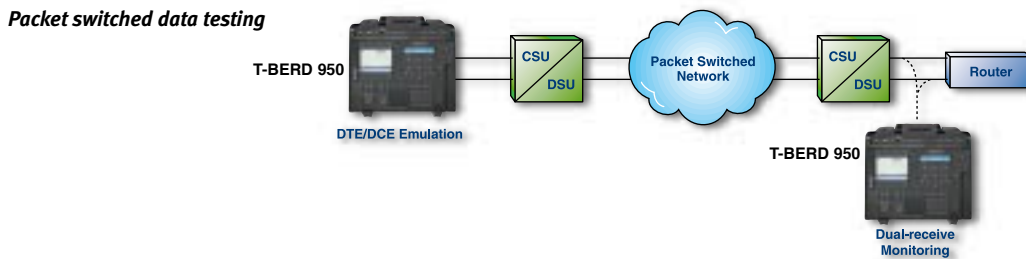 Packet switched data testing
T-BERD 950
DTE/DCE Emulation
CSU
DSU
Packet Switched
Network
CSU
DSU
Router
T-BERD 950
Dual-receive
Monitoring